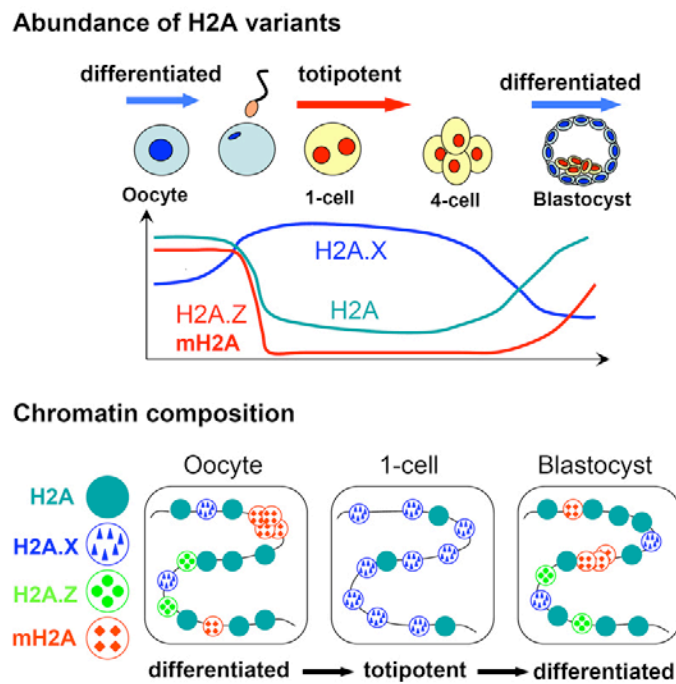 Abundance of H2A variants
differentiated
totipotent
differentiated
Oocyte
1-cell
4-cell
Blastocyst
H2A.X
H2A
H2A.Z
mH2A
Chromatin composition
Oocyte
1-cell
Blastocyst
H2A
H2A.X
H2A.Z
mH2A
differentiated
totipotent
differentiated